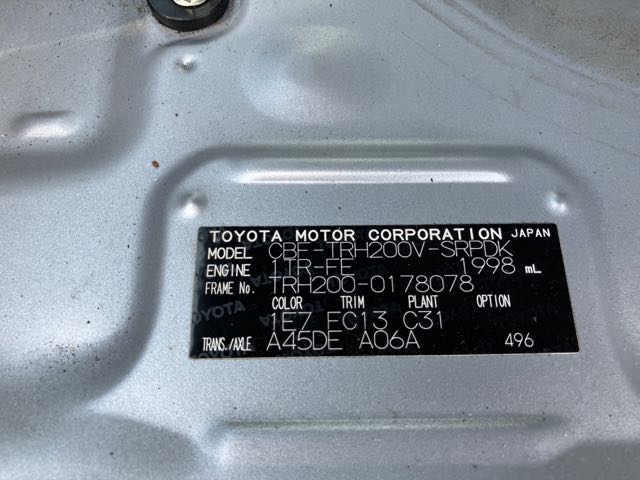 TOYOTA MOTOR CORPORATION JAPAN
MODEL CBF-TRH200V-SRPDK
ENGINE 1TR-FE 1998 mL
FRAME No. TRH200-0178078
COLOR TRIM PLANT OPTION
1E7 FC13 C31
TRANS./AXLE A45DE A06A 496